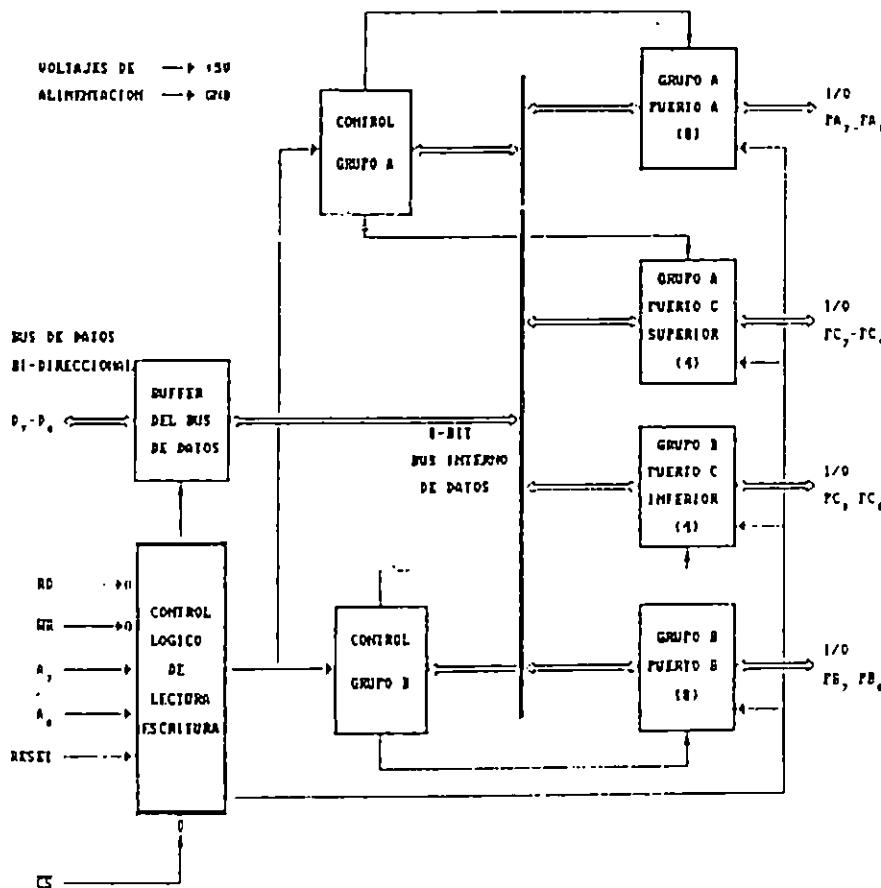 VOLTAJES DE
ALIMENTACION
CONTROL
GRUPO A
GRUPO A
PUERTO A
(8)
I/O
GRUPO A
PUERTO C
SUPERIOR
(4)
I/O
BUS DE DATOS
BI-DIRECCIONAL
BUFFER
DEL BUS
DE DATOS
8-BIT
BUS INTERNO
DE DATOS
GRUPO B
PUERTO C
INFERIOR
(4)
I/O
RD
WR
RESET
CS
CONTROL
LOGICO
DE
LECTURA
ESCRITURA
CONTROL
GRUPO B
GRUPO B
PUERTO B
(8)
I/O